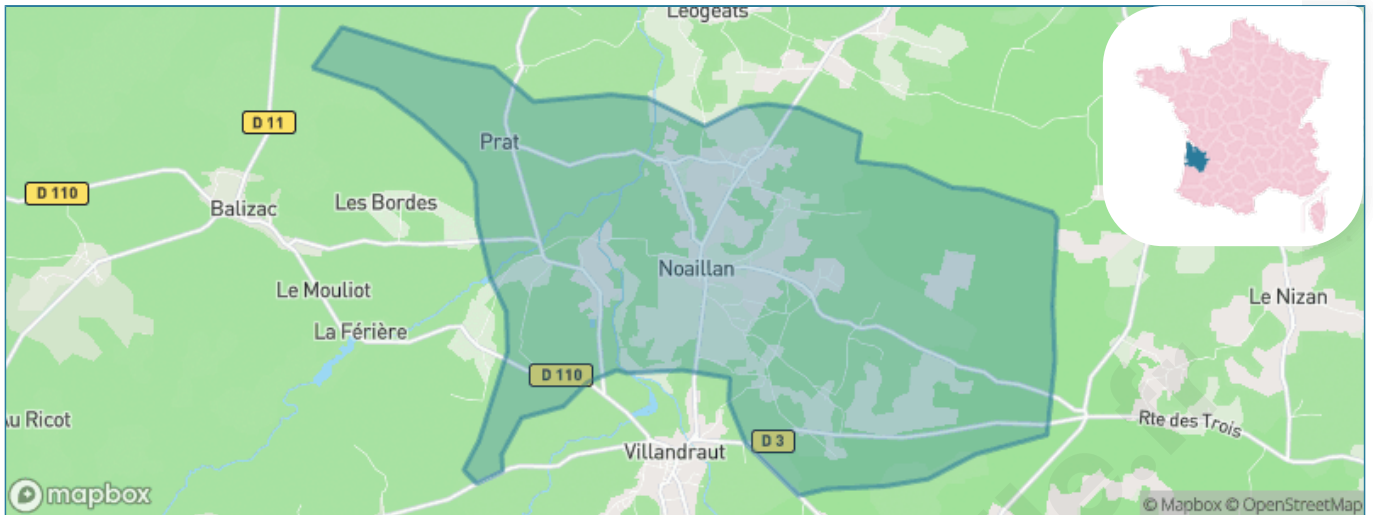 Léogeats
D 11
Prat
D 110
Les Bordes
Balizac
Noaillan
Le Mouliot
Le Nizan
La Férière
D 110
Au Ricot
Rte des Trois
D 3
Villandraut
mapbox
© Mapbox © OpenStreetMap